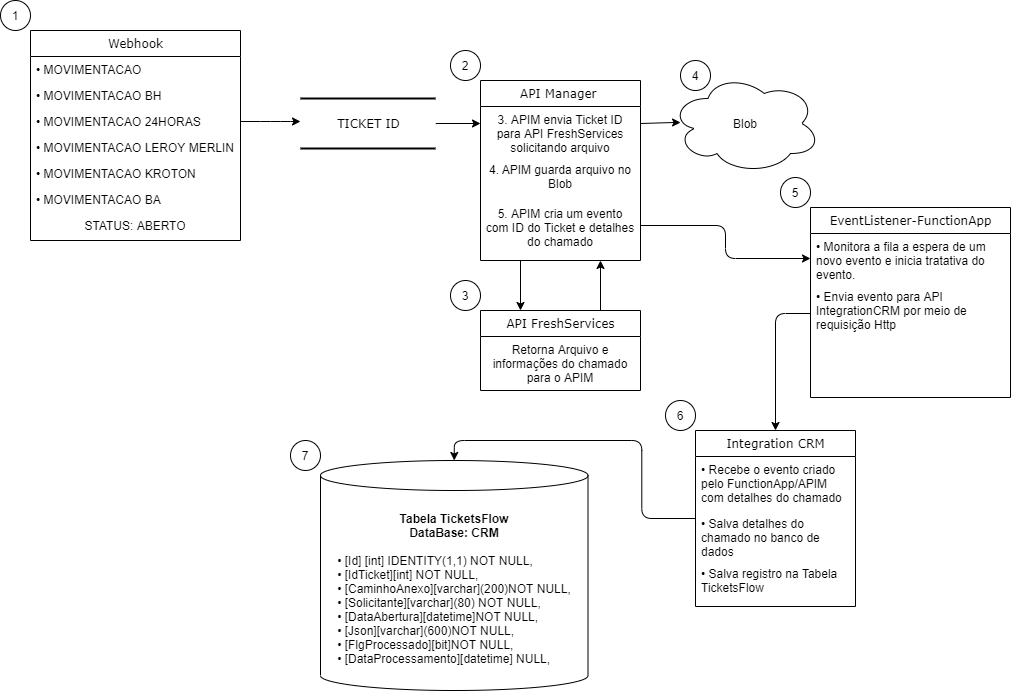 1
Webhook
• MOVIMENTACAO
• MOVIMENTACAO BH
• MOVIMENTACAO 24HORAS
• MOVIMENTACAO LEROY MERLIN
• MOVIMENTACAO KROTON
• MOVIMENTACAO BA
STATUS: ABERTO
TICKET ID
2
API Manager
3. APIM envia Ticket ID
para API FreshServices
solicitando arquivo
4. APIM guarda arquivo no
Blob
5. APIM cria um evento
com ID do Ticket e detalhes
do chamado
4
Blob
3
API FreshServices
Retorna Arquivo e
informações do chamado
para o APIM
5
EventListener-FunctionApp
• Monitora a fila a espera de um
novo evento e inicia tratativa do
evento.
• Envia evento para API
IntegrationCRM por meio de
requisição Http
6
Integration CRM
• Recebe o evento criado
pelo FunctionApp/APIM
com detalhes do chamado
• Salva detalhes do
chamado no banco de
dados
• Salva registro na Tabela
TicketsFlow
7
Tabela TicketsFlow
DataBase: CRM
• [Id] [int] IDENTITY(1,1) NOT NULL,
• [IdTicket][int] NOT NULL,
• [CaminhoAnexo][varchar](200)NOT NULL,
• [Solicitante][varchar](80) NOT NULL,
• [DataAbertura][datetime]NOT NULL,
• [Json][varchar](600)NOT NULL,
• [FlgProcessado][bit]NOT NULL,
• [DataProcessamento][datetime] NULL,